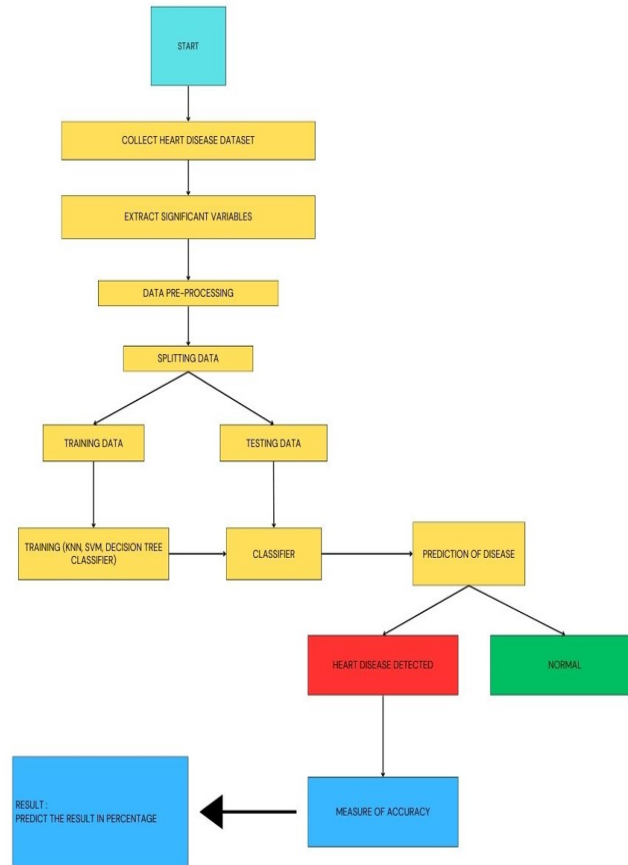 START
COLLECT HEART DISEASE DATASET
EXTRACT SIGNIFICANT VARIABLES
DATA PRE-PROCESSING
SPLITTING DATA
TRAINING DATA
TESTING DATA
TRAINING (KNN, SVM, DECISION TREE
CLASSIFIER)
CLASSIFIER
PREDICTION OF DISEASE
HEART DISEASE DETECTED
NORMAL
RESULT :
PREDICT THE RESULT IN PERCENTAGE
MEASURE OF ACCURACY